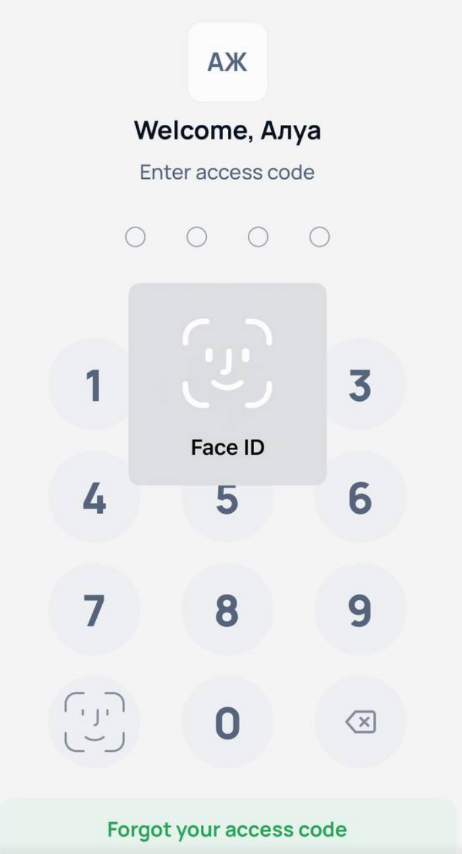 АЖ
Welcome, Алуа
Enter access code
1
3
Face ID
4
5
6
7
8
9
0
Forgot your access code